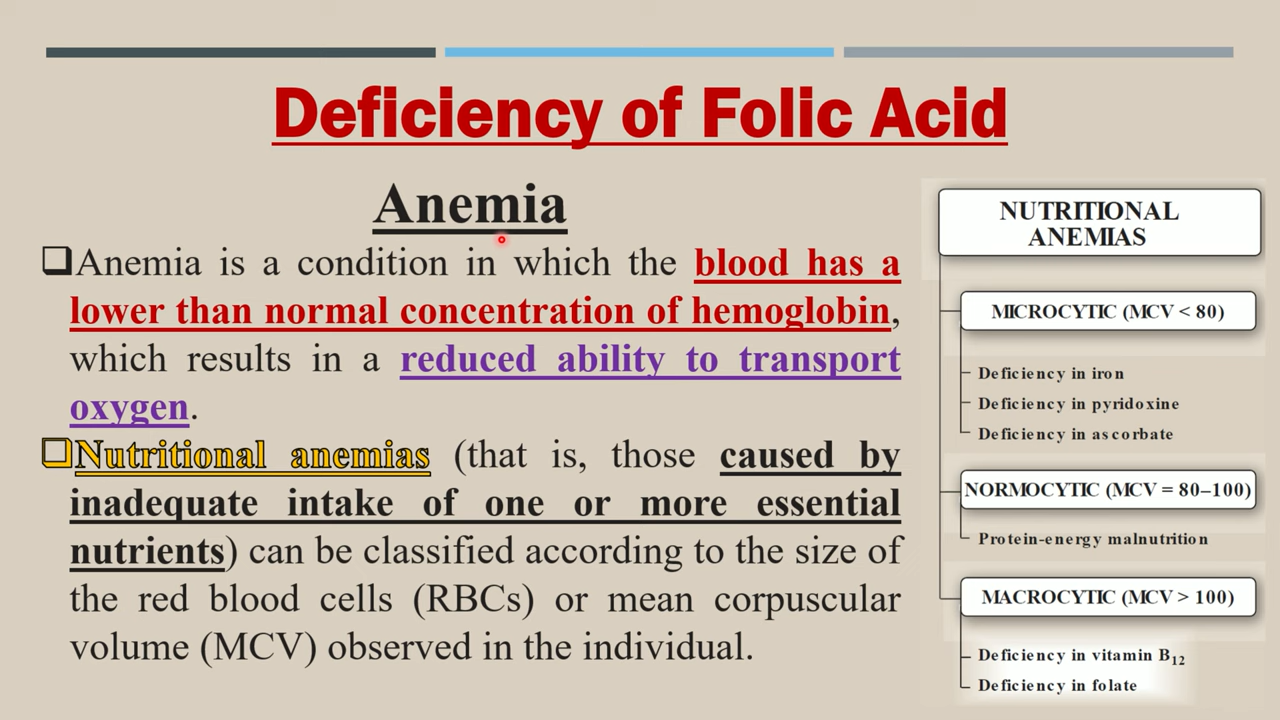 Deficiency of Folic Acid
Anemia
❑Anemia is a condition in which the blood has a
lower than normal concentration of hemoglobin,
which results in a reduced ability to transport
oxygen.
❑Nutritional anemias (that is, those caused by
inadequate intake of one or more essential
nutrients) can be classified according to the size of
the red blood cells (RBCs) or mean corpuscular
volume (MCV) observed in the individual.
NUTRITIONAL
ANEMIAS
MICROCYTIC (MCV < 80)
Deficiency in iron
Deficiency in pyridoxine
Deficiency in ascorbate
NORMOCYTIC (MCV = 80–100)
Protein-energy malnutrition
MACROCYTIC (MCV > 100)
Deficiency in vitamin B12
Deficiency in folate